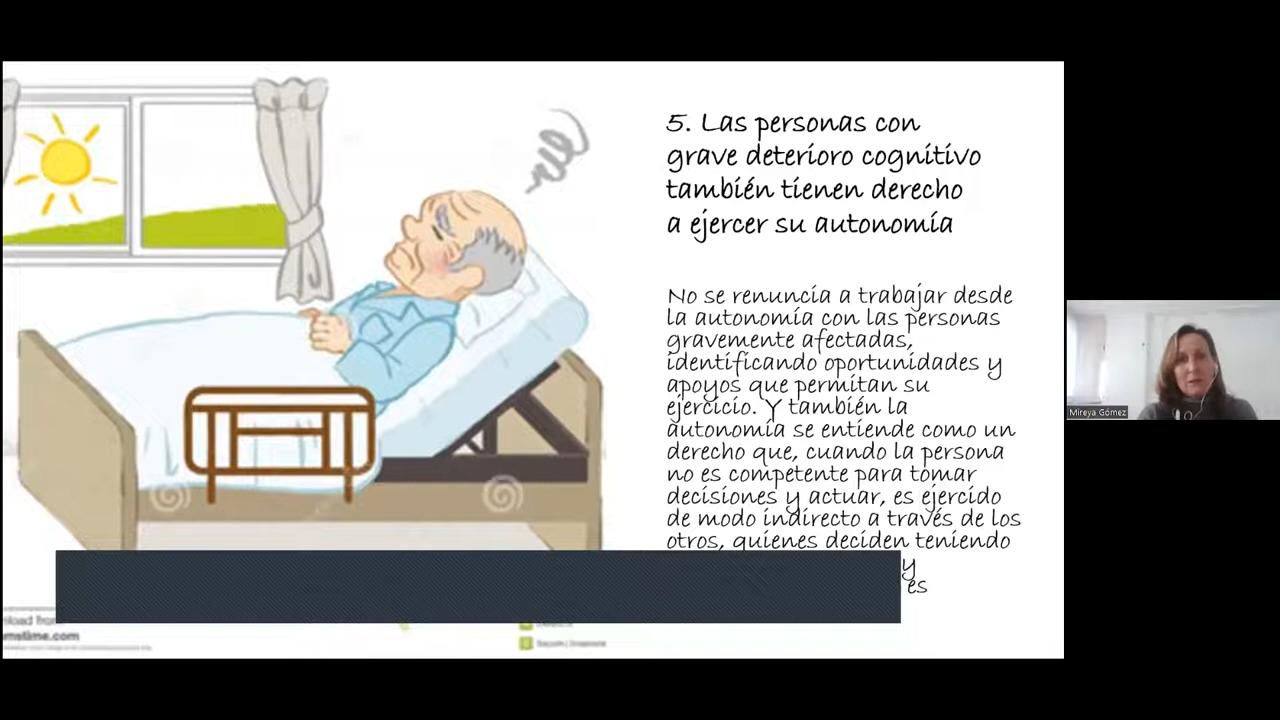 5. Las personas con
grave deterioro cognitivo
también tienen derecho
a ejercer su autonomía
No se renuncia a trabajar desde
la autonomía con las personas
gravemente afectadas,
identificando oportunidades y
apoyos que permitan su
ejercicio. Y también la
autonomía se entiende como un
derecho que, cuando la persona
no es competente para tomar
decisiones y actuar, es ejercido
de modo indirecto a través de los
otros, quienes deciden teniendo
y
es
Mireya Gómez